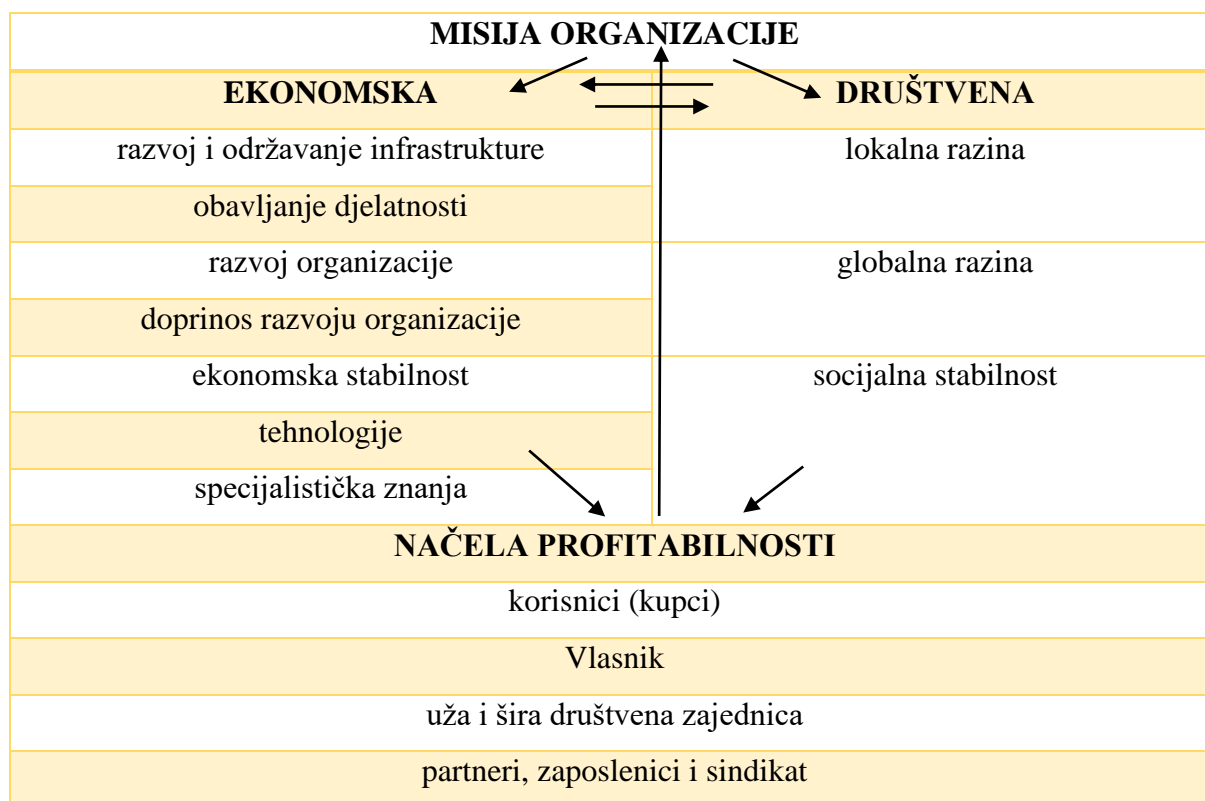 MISIJA ORGANIZACIJE
EKONOMSKA
DRUŠTVENA
razvoj i održavanje infrastrukture
lokalna razina
obavljanje djelatnosti
razvoj organizacije
globalna razina
doprinos razvoju organizacije
ekonomska stabilnost
socijalna stabilnost
tehnologije
specijalistička znanja
NAČELA PROFITABILNOSTI
korisnici (kupci)
Vlasnik
uža i šira društvena zajednica
partneri, zaposlenici i sindikat